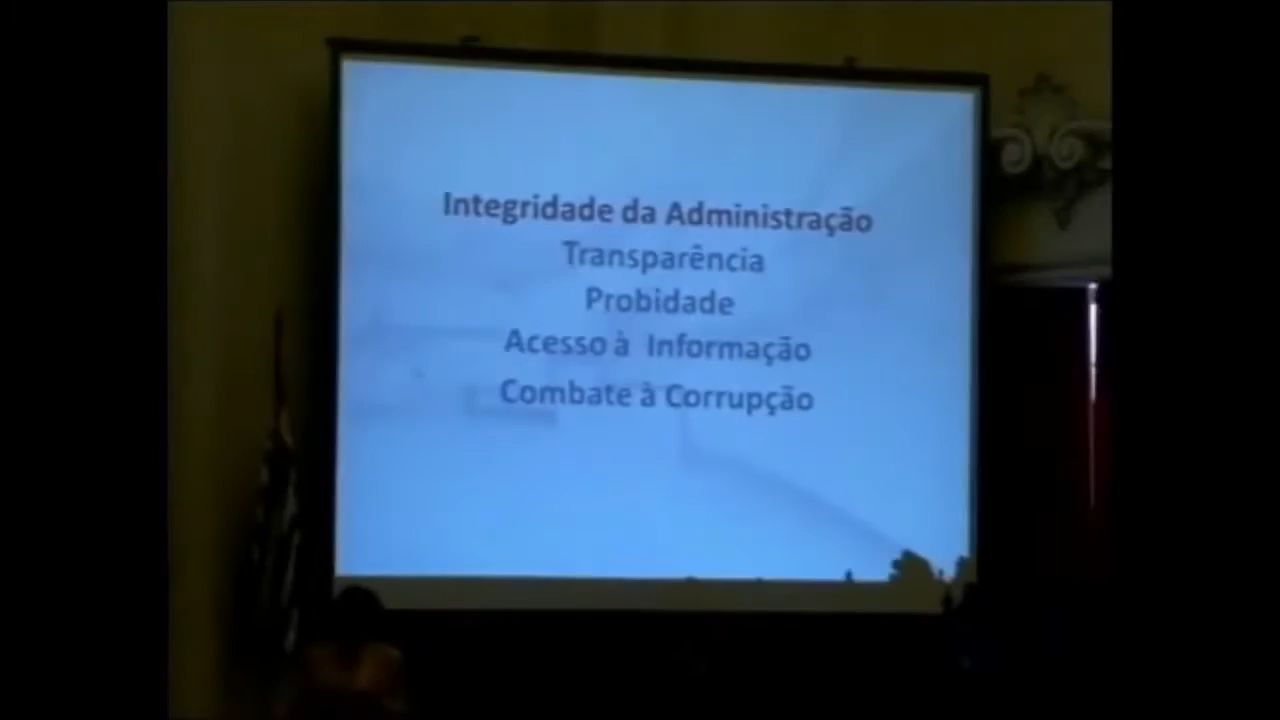 Integridade da Administração
Transparência
Probidade
Acesso à Informação
Combate à Corrupção